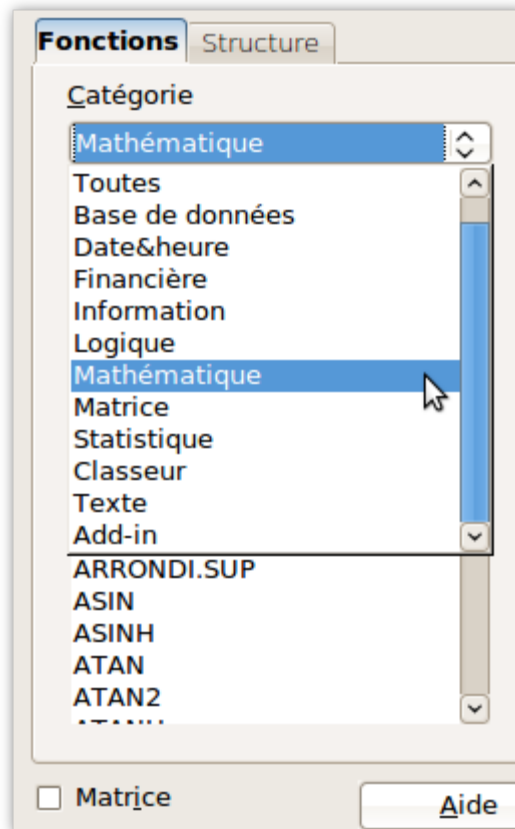 Fonctions Structure
Catégorie
Mathématique
Toutes
Base de données
Date&heure
Financière
Information
Logique
Mathématique
Matrice
Statistique
Classeur
Texte
Add-in
ARRONDI.SUP
ASIN
ASINH
ATAN
ATAN2
Matrice Aide